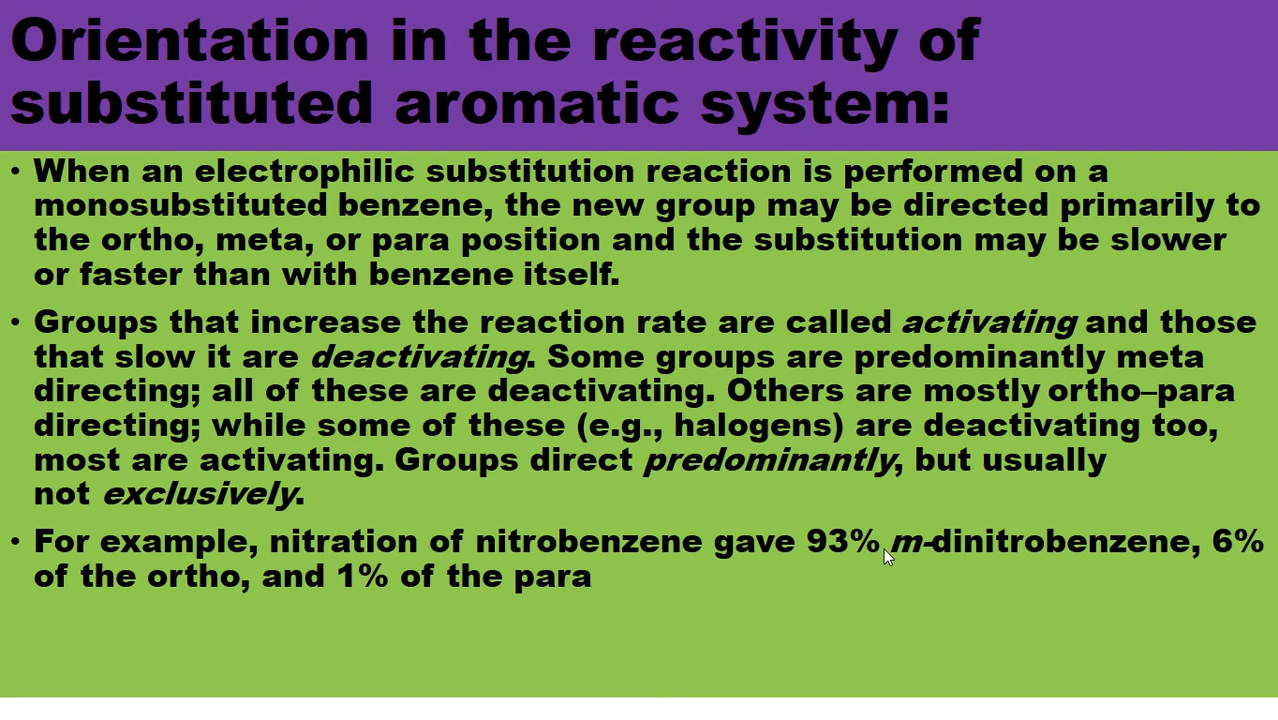 Orientation in the reactivity of
substituted aromatic system:
• When an electrophilic substitution reaction is performed on a
monosubstituted benzene, the new group may be directed primarily to
the ortho, meta, or para position and the substitution may be slower
or faster than with benzene itself.
• Groups that increase the reaction rate are called activating and those
that slow it are deactivating. Some groups are predominantly meta
directing; all of these are deactivating. Others are mostly ortho–para
directing; while some of these (e.g., halogens) are deactivating too,
most are activating. Groups direct predominantly, but usually
not exclusively.
• For example, nitration of nitrobenzene gave 93% m-dinitrobenzene, 6%
of the ortho, and 1% of the para